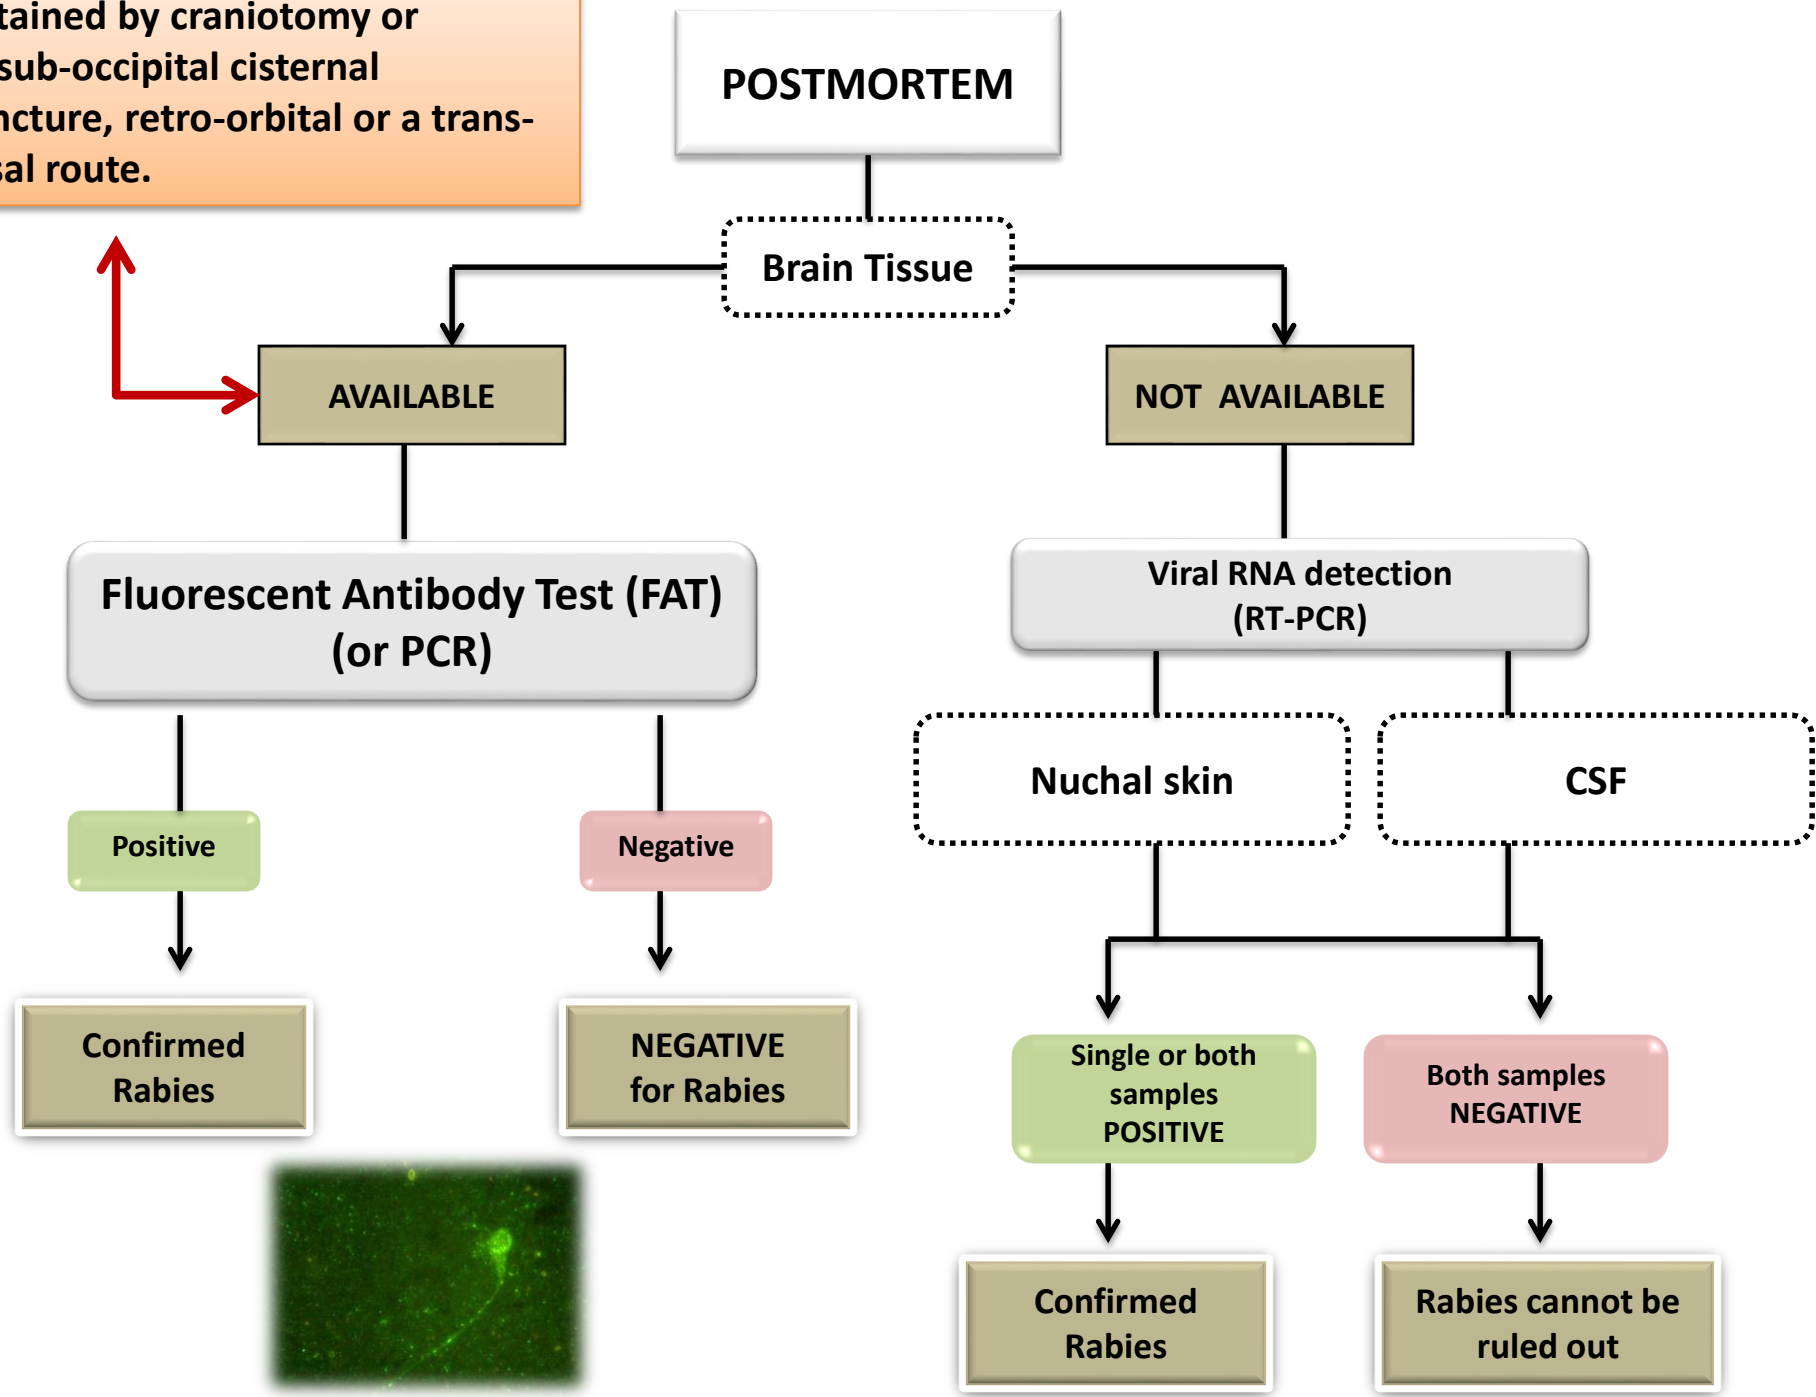 tained by craniotomy or
sub-occipital cisternal
ncture, retro-orbital or a trans-
sal route.
POSTMORTEM
Brain Tissue
AVAILABLE
NOT AVAILABLE
Fluorescent Antibody Test (FAT)
(or PCR)
Viral RNA detection
(RT-PCR)
Nuchal skin
CSF
Positive
Negative
Confirmed
Rabies
NEGATIVE
for Rabies
Single or both
samples
POSITIVE
Both samples
NEGATIVE
Confirmed
Rabies
Rabies cannot be
ruled out